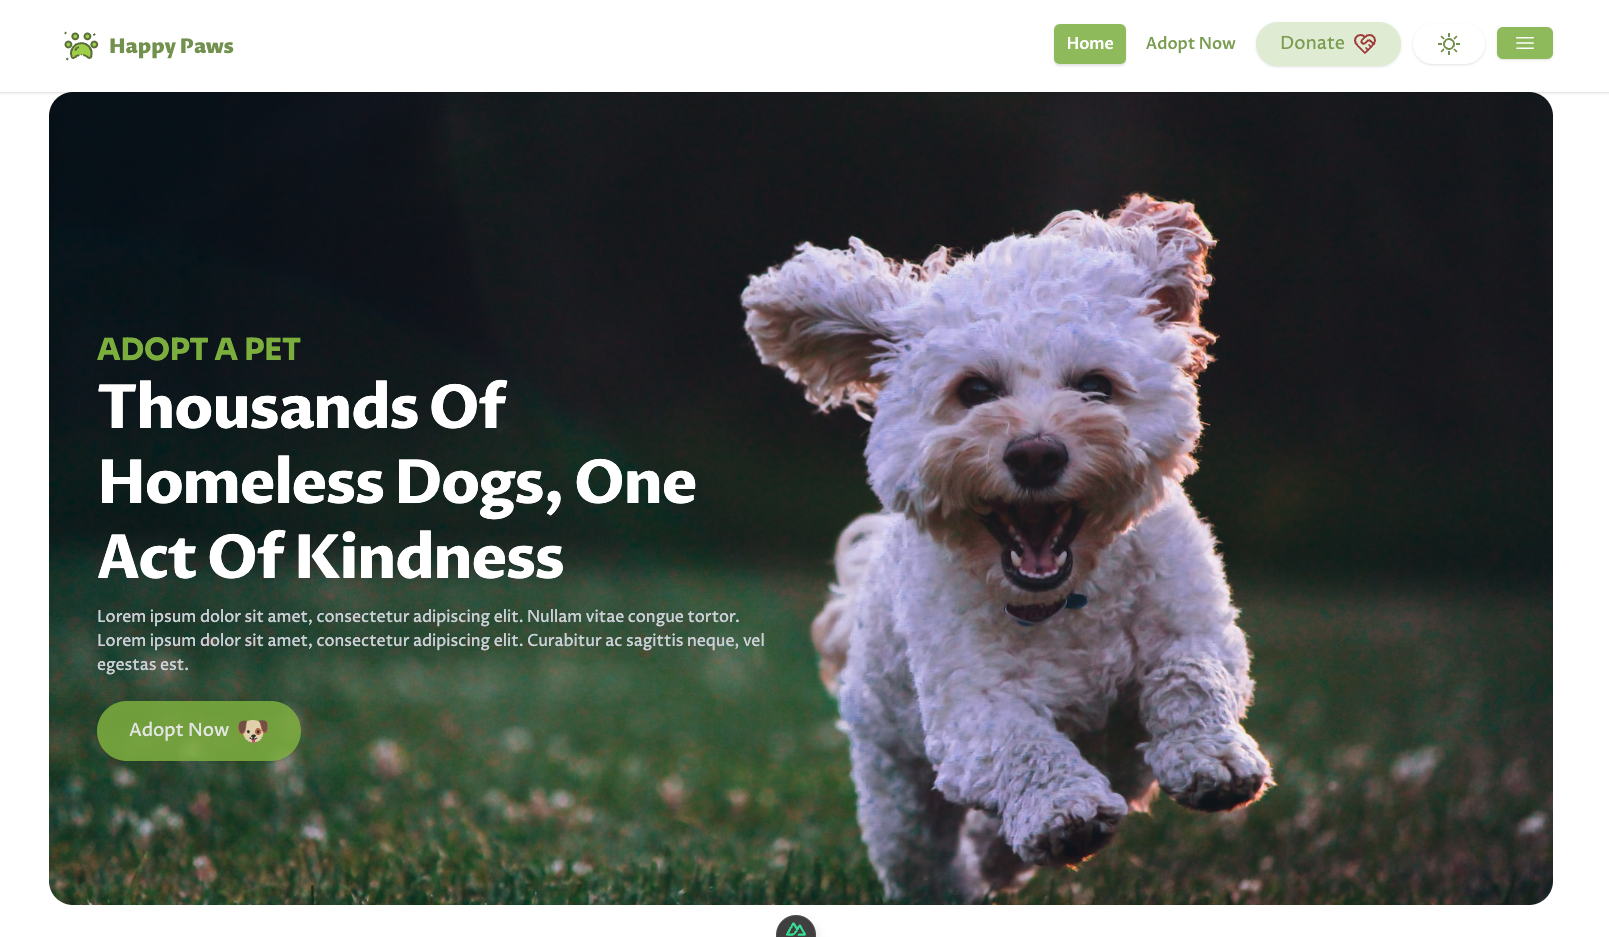 Happy Paws
Home
Adopt Now
Donate
ADOPT A PET
Thousands Of
Homeless Dogs, One
Act Of Kindness
Lorem ipsum dolor sit amet, consectetur adipiscing elit. Nullam vitae congue tortor.
Lorem ipsum dolor sit amet, consectetur adipiscing elit. Curabitur ac sagittis neque, vel
egestas est.
Adopt Now